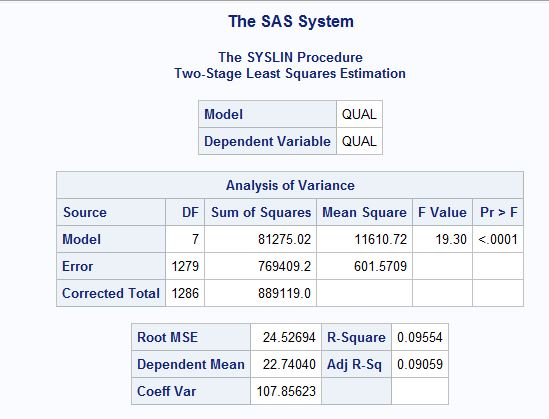 The SAS System
The SYSLIN Procedure
Two-Stage Least Squares Estimation
Model QUAL
Dependent Variable QUAL
Analysis of Variance
Source DF Sum of Squares Mean Square F Value Pr > F
Model 7 81275.02 11610.72 19.30 <.0001
Error 1279 769409.2 601.5709
Corrected Total 1286 889119.0
Root MSE 24.52694 R-Square 0.09554
Dependent Mean 22.74040 Adj R-Sq 0.09059
Coeff Var 107.85623